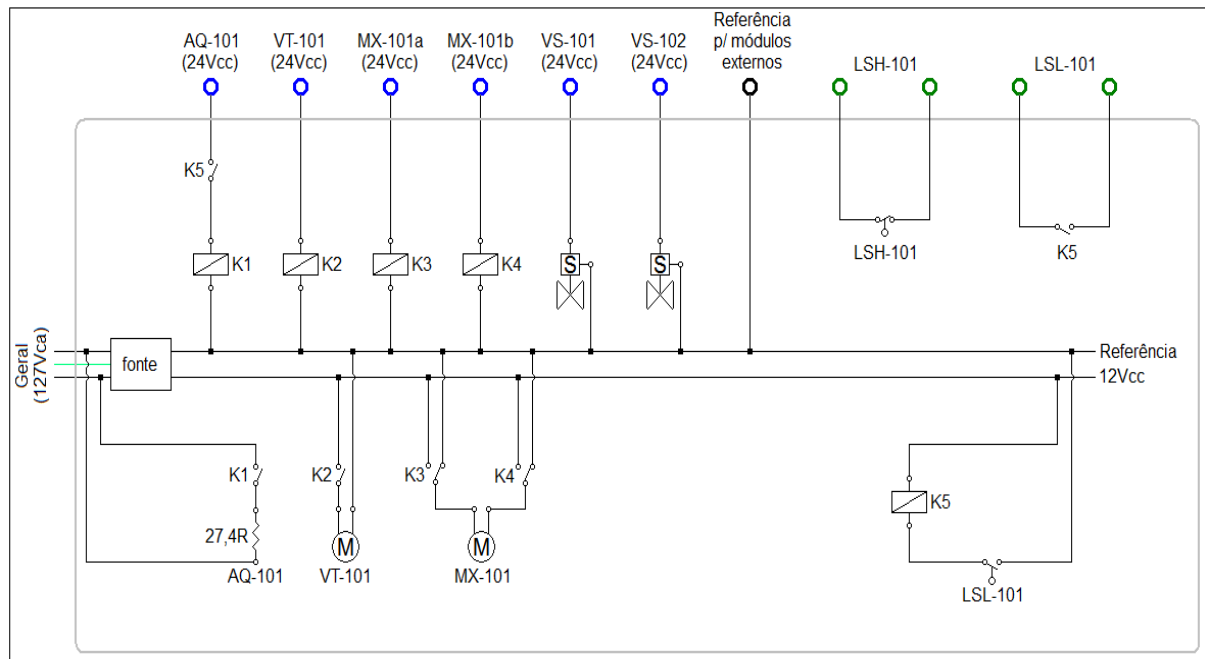 AQ-101
(24Vcc)
VT-101
(24Vcc)
MX-101a
(24Vcc)
MX-101b
(24Vcc)
VS-101
(24Vcc)
VS-102
(24Vcc)
Referência
p/ módulos
externos
LSH-101
LSL-101
K5
K1
K2
K3
K4
S
S
LSH-101
K5
Geral
(127Vca)
fonte
Referência
12Vcc
K1
K2
K3
K4
K5
27,4R
M
M
AQ-101
VT-101
MX-101
LSL-101